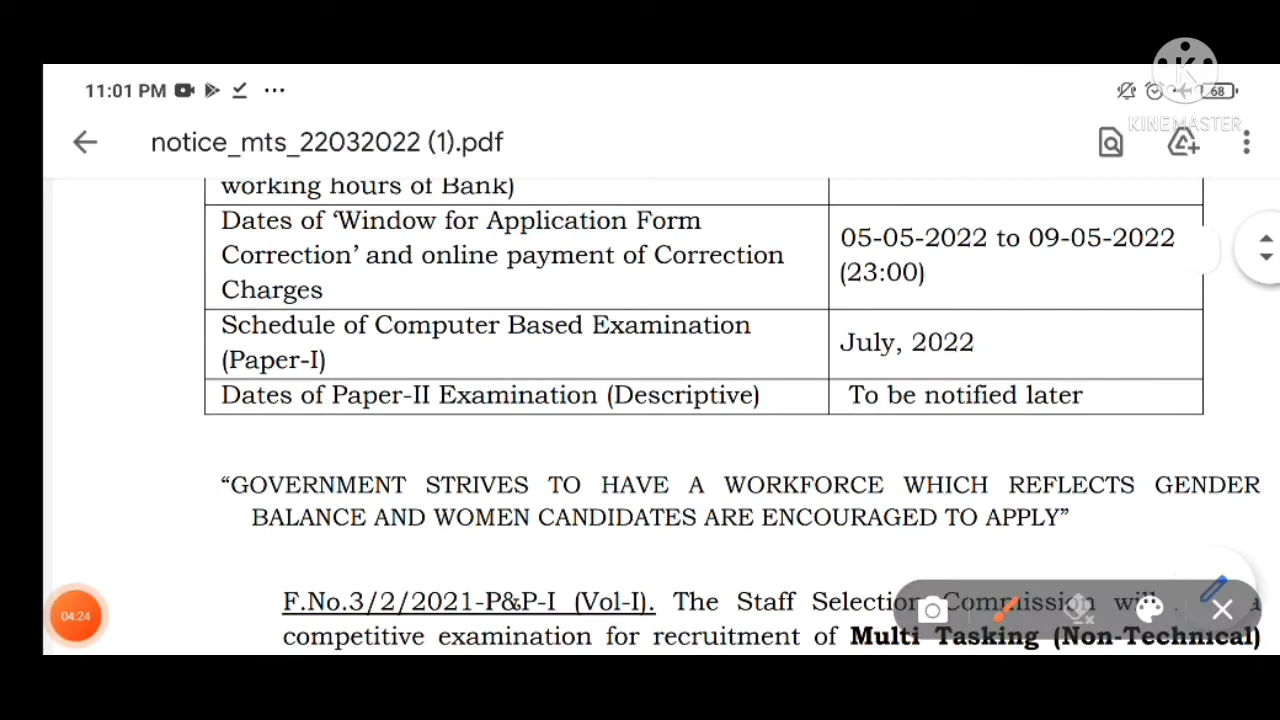 11:01 PM
68
KINEMASTER
notice_mts_22032022 (1).pdf
working hours of Bank)
Dates of ‘Window for Application Form
Correction’ and online payment of Correction
Charges
05-05-2022 to 09-05-2022
(23:00)
Schedule of Computer Based Examination
(Paper-I)
July, 2022
Dates of Paper-II Examination (Descriptive)
To be notified later
“GOVERNMENT STRIVES TO HAVE A WORKFORCE WHICH REFLECTS GENDER
BALANCE AND WOMEN CANDIDATES ARE ENCOURAGED TO APPLY”
F.No.3/2/2021-P&P-I (Vol-I). The Staff Selection Commission will
competitive examination for recruitment of Multi Tasking (Non-Technical)
04:24